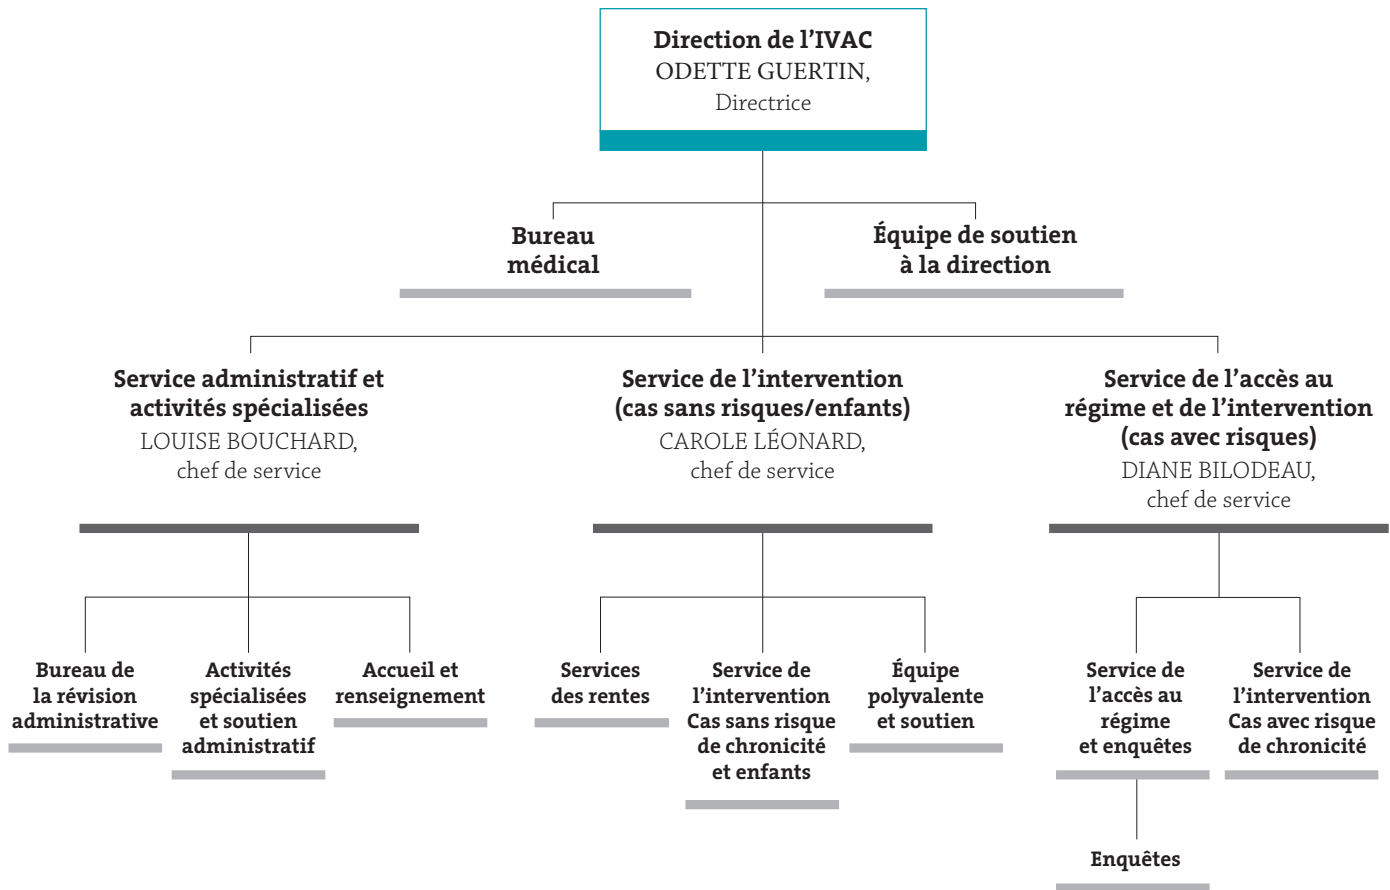 Direction de l’IVAC
ODETTE GUERTIN,
Directrice
Bureau
médical
Équipe de soutien
à la direction
Service administratif et
activités spécialisées
LOUISE BOUCHARD,
chef de service
Service de l’intervention
(cas sans risques/enfants)
CAROLE LÉONARD,
chef de service
Service de l’accès au
régime et de l’intervention
(cas avec risques)
DIANE BILODEAU,
chef de service
Bureau de
la révision
administrative
Activités
spécialisées
et soutien
administratif
Accueil et
renseignement
Services
des rentes
Service de
l’intervention
Cas sans risque
de chronicité
et enfants
Équipe
polyvalente
et soutien
Service de
l’accès au
régime
et enquêtes
Service de
l’intervention
Cas avec risque
de chronicité
Enquêtes